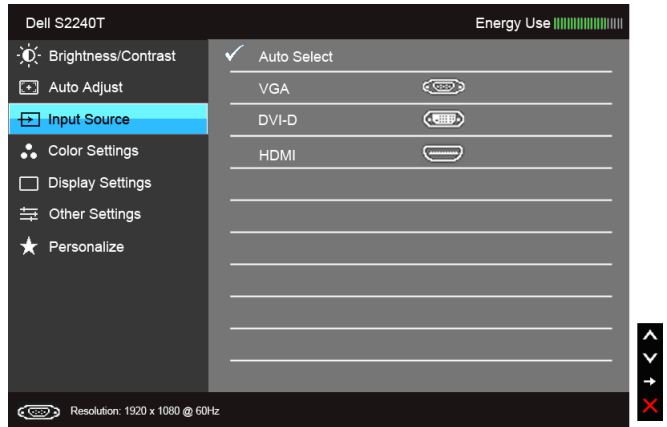 Dell S2240T
Energy Use
Brightness/Contrast
Auto Select
Auto Adjust
VGA
Input Source
DVI-D
Color Settings
HDMI
Display Settings
Other Settings
Personalize
Resolution: 1920 x 1080 @ 60Hz